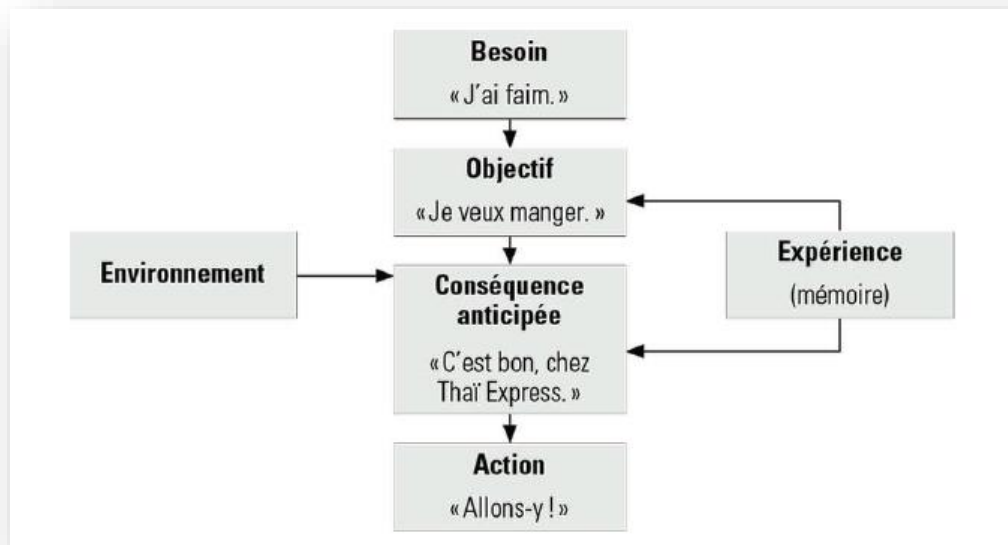 Besoin
« J'ai faim. »
Objectif
« Je veux manger. »
Environnement
Conséquence
anticipée
« C'est bon, chez
Thaï Express. »
Expérience
(mémoire)
Action
« Allons-y ! »